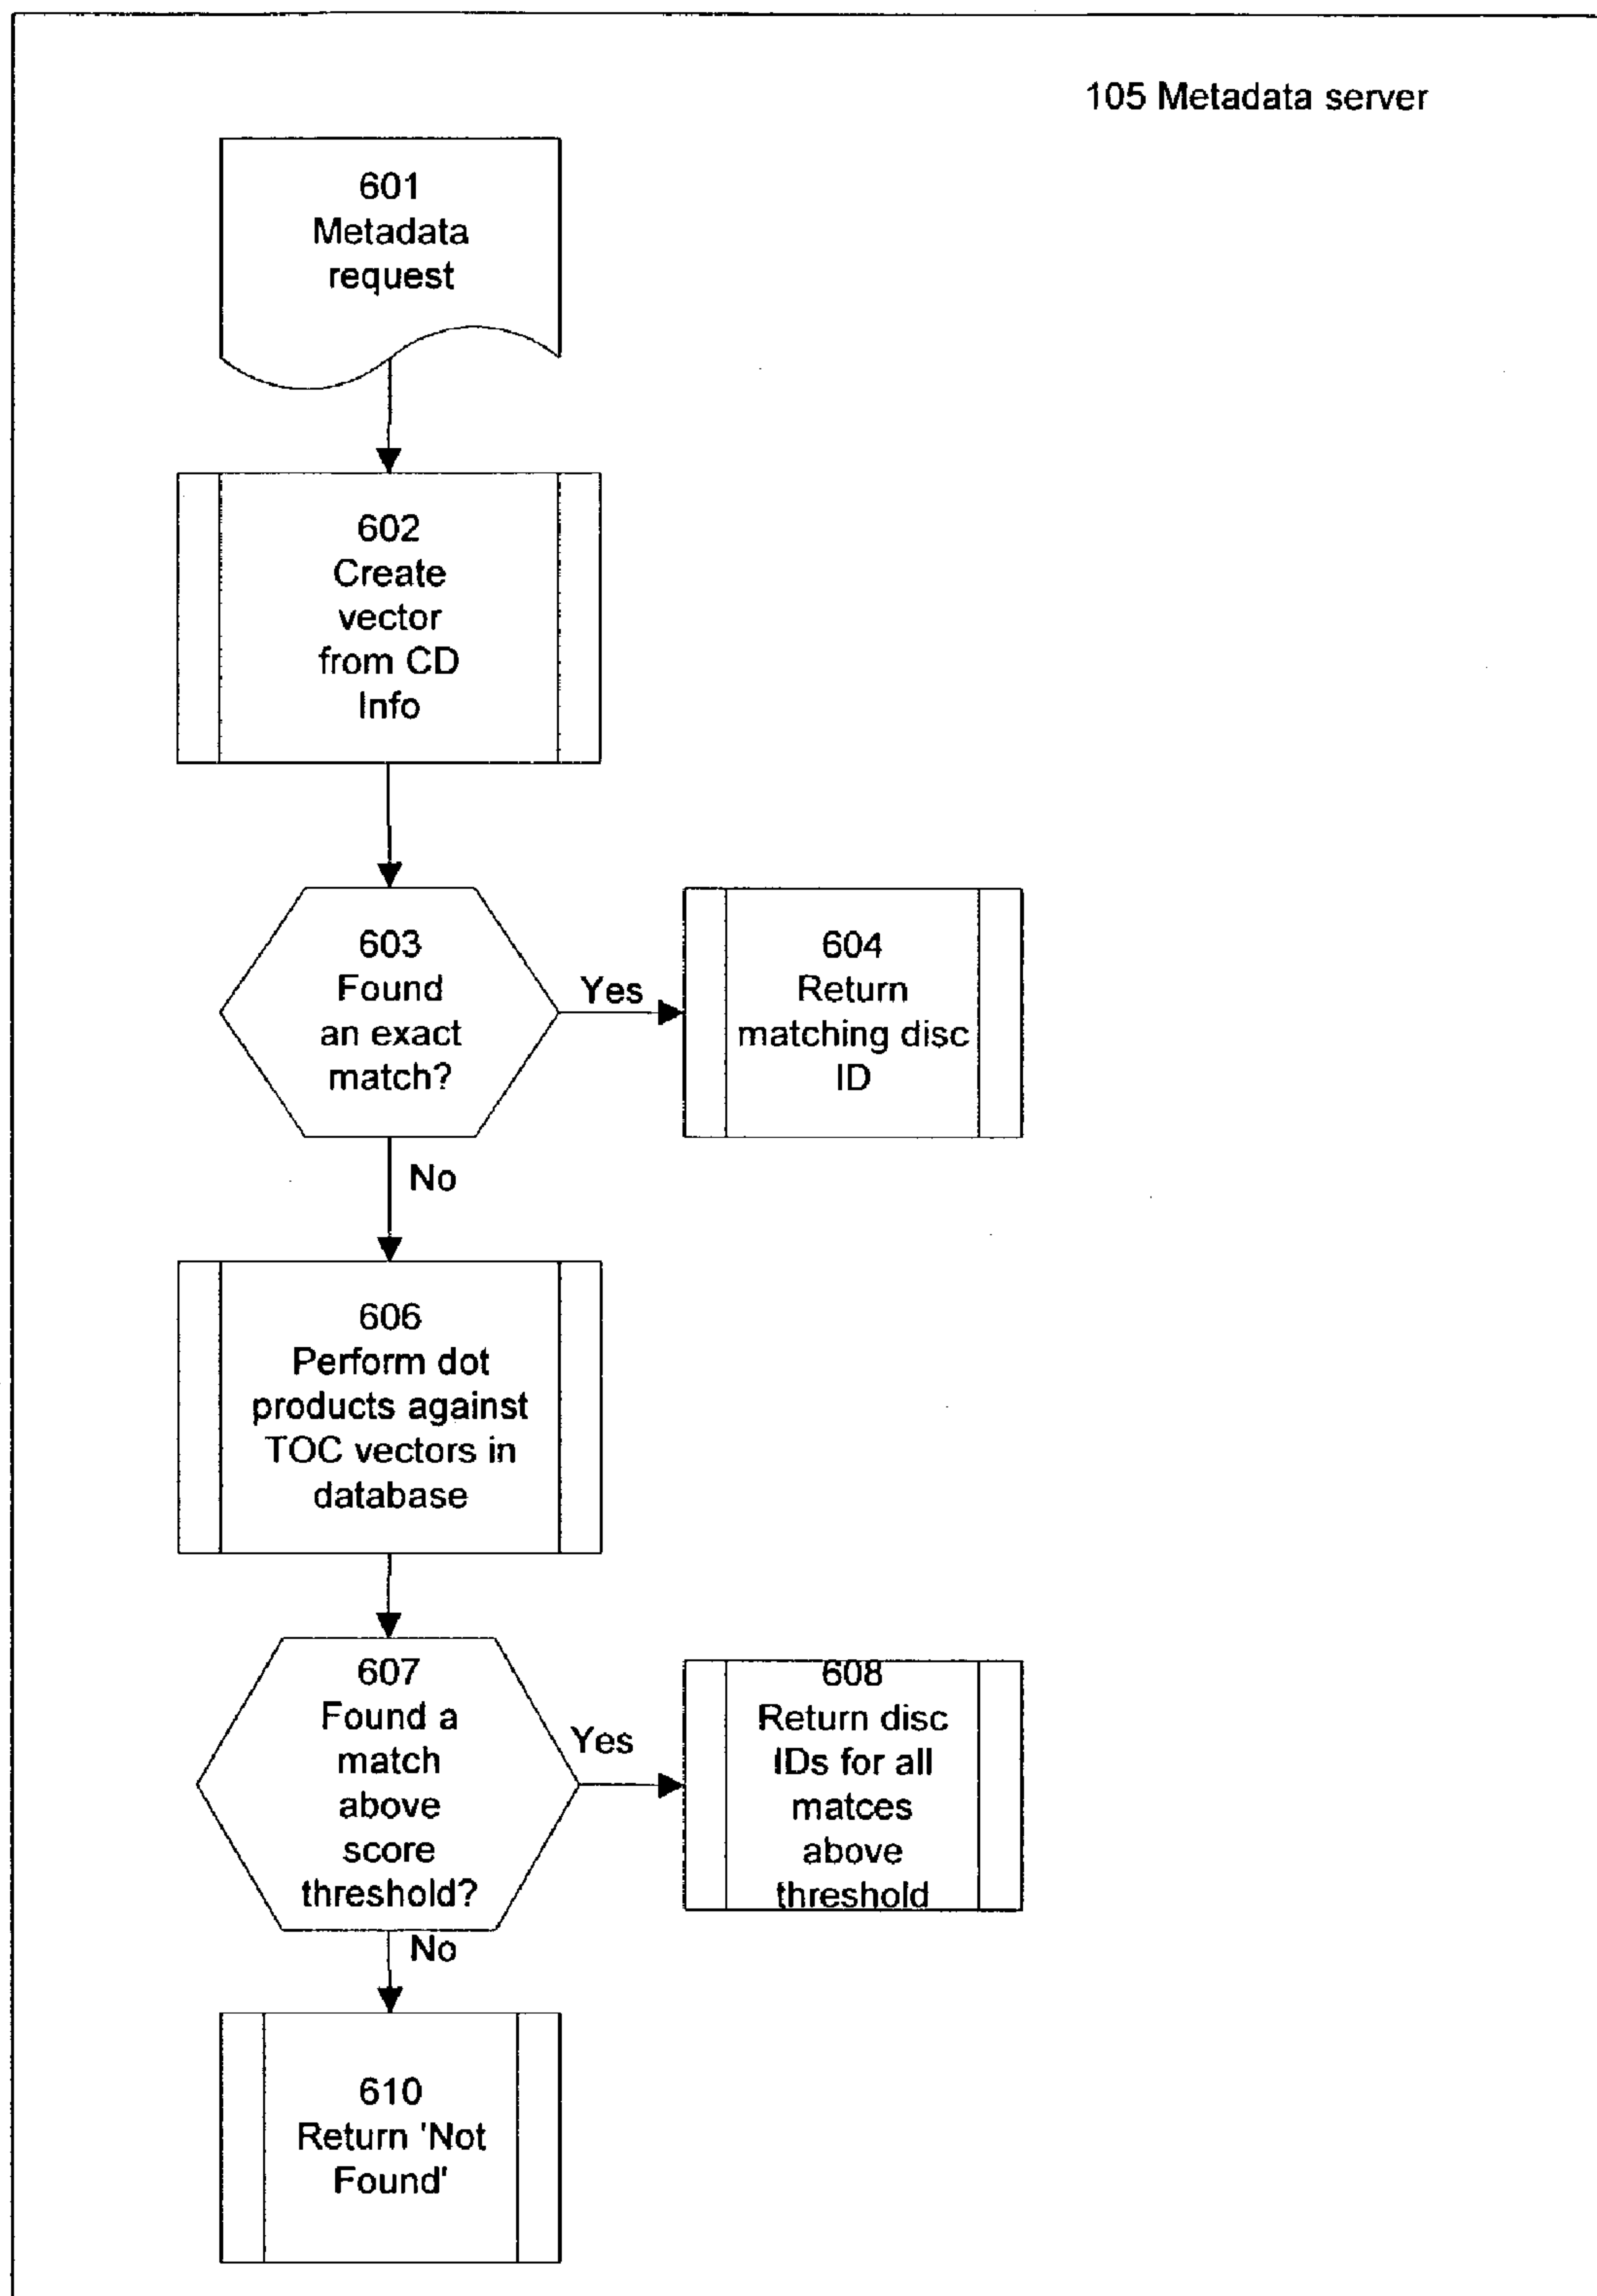 105 Metadata server
601
Metadata
request
602
Create
vector
from CD
Info
603
Found
an exact
match?
Yes
604
Return
matching disc
ID
No
606
Perform dot
products against
TOC vectors in
database
607
Found a
match
above
score
threshold?
Yes
608
Return disc
IDs for all
matces
above
threshold
No
610
Return 'Not
Found'